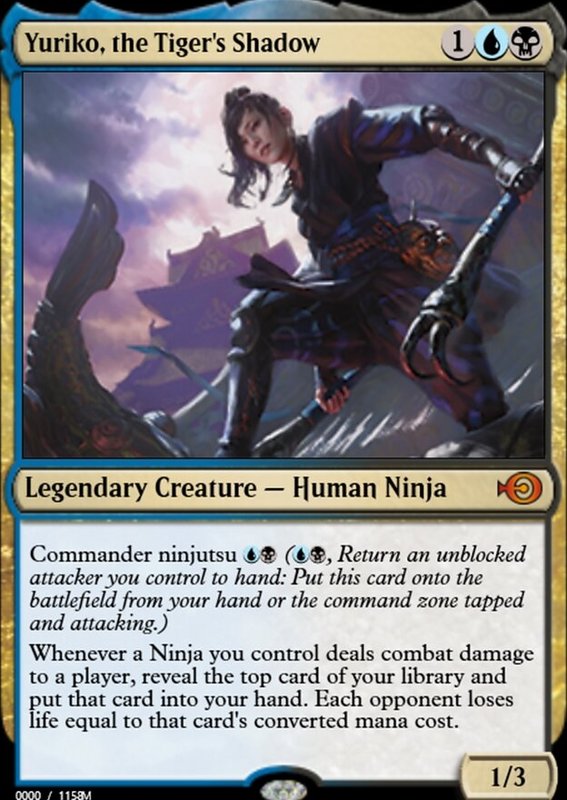 Yuriko, the Tiger's Shadow 1
Legendary Creature — Human Ninja
Commander ninjutsu (, Return an unblocked
attacker you control to hand: Put this card onto the
battlefield from your hand or the command zone tapped
and attacking.)
Whenever a Ninja you control deals combat damage
to a player, reveal the top card of your library and
put that card into your hand. Each opponent loses
life equal to that card's converted mana cost.
1/3
0000 / 1158M